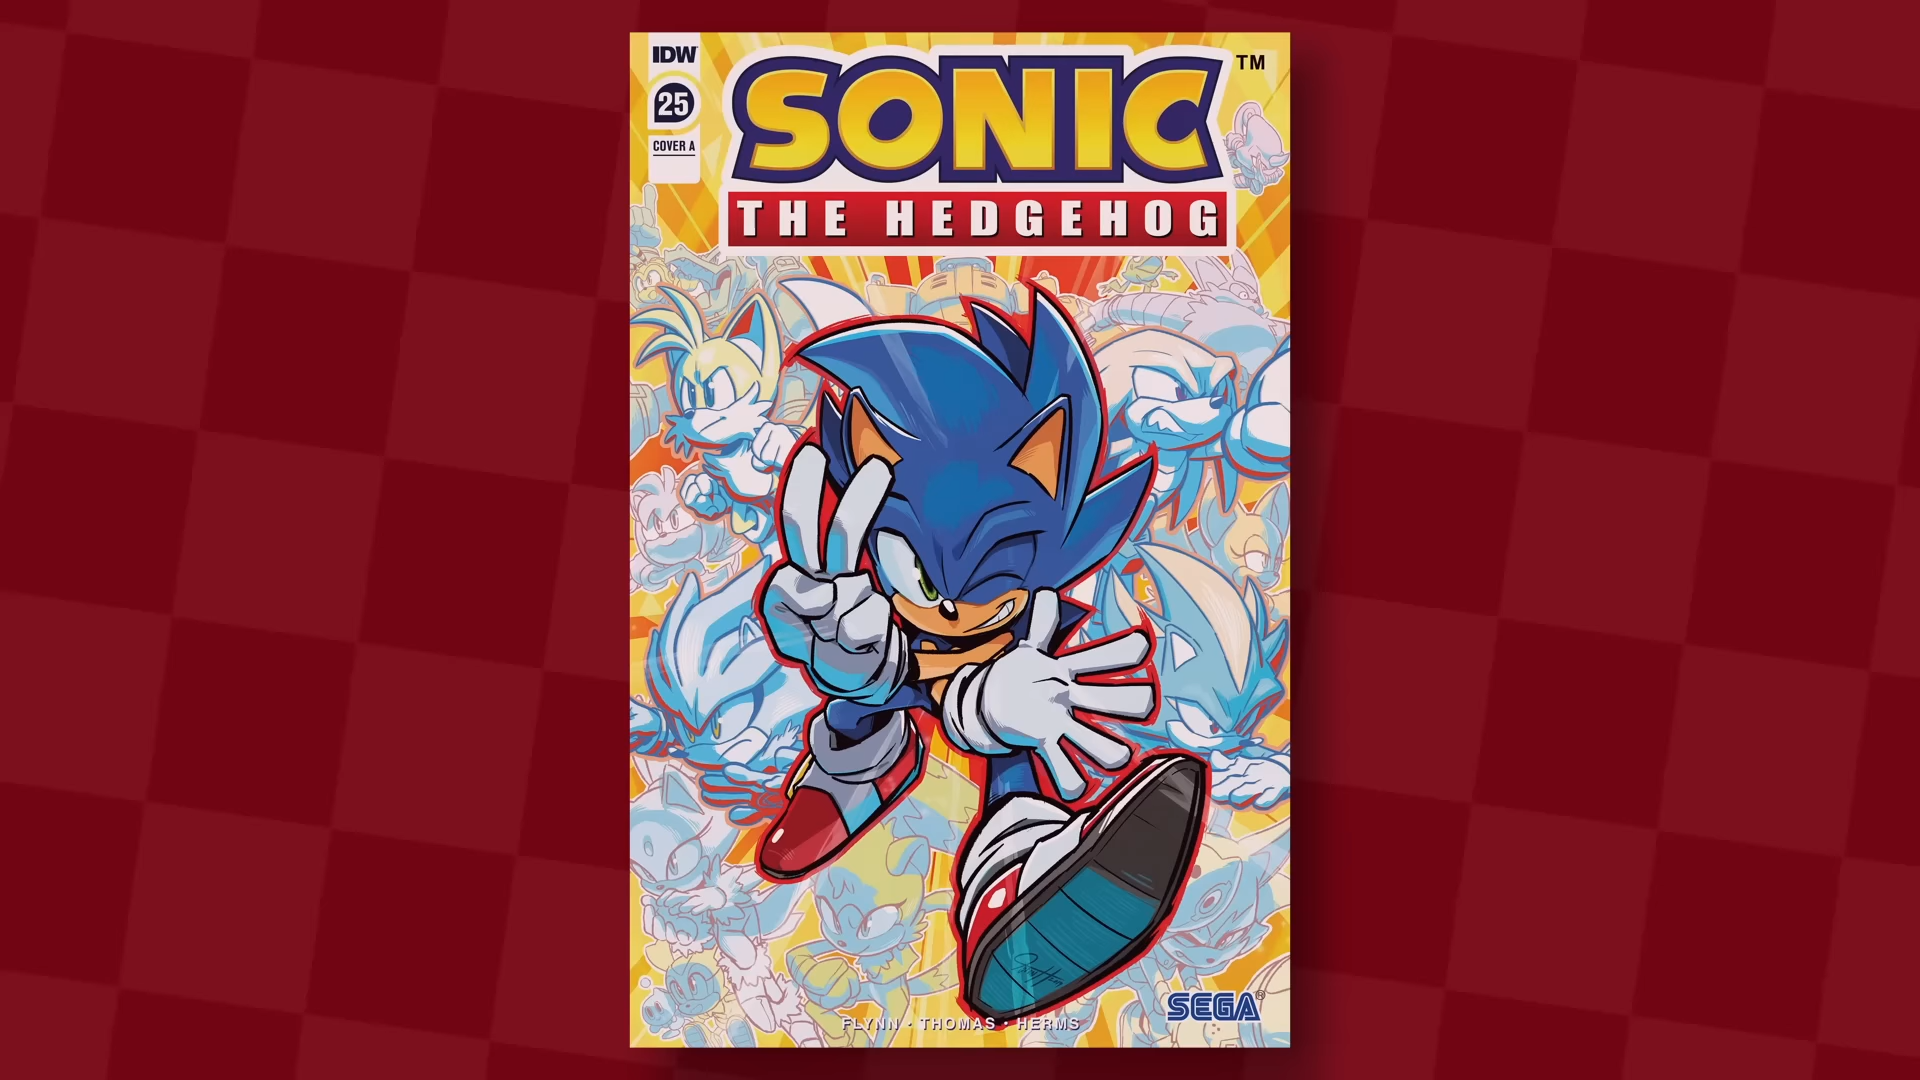 IDW
25
COVER A
SONIC TM
THE HEDGEHOG
SEGA®
FLYNN • THOMAS • HERMS